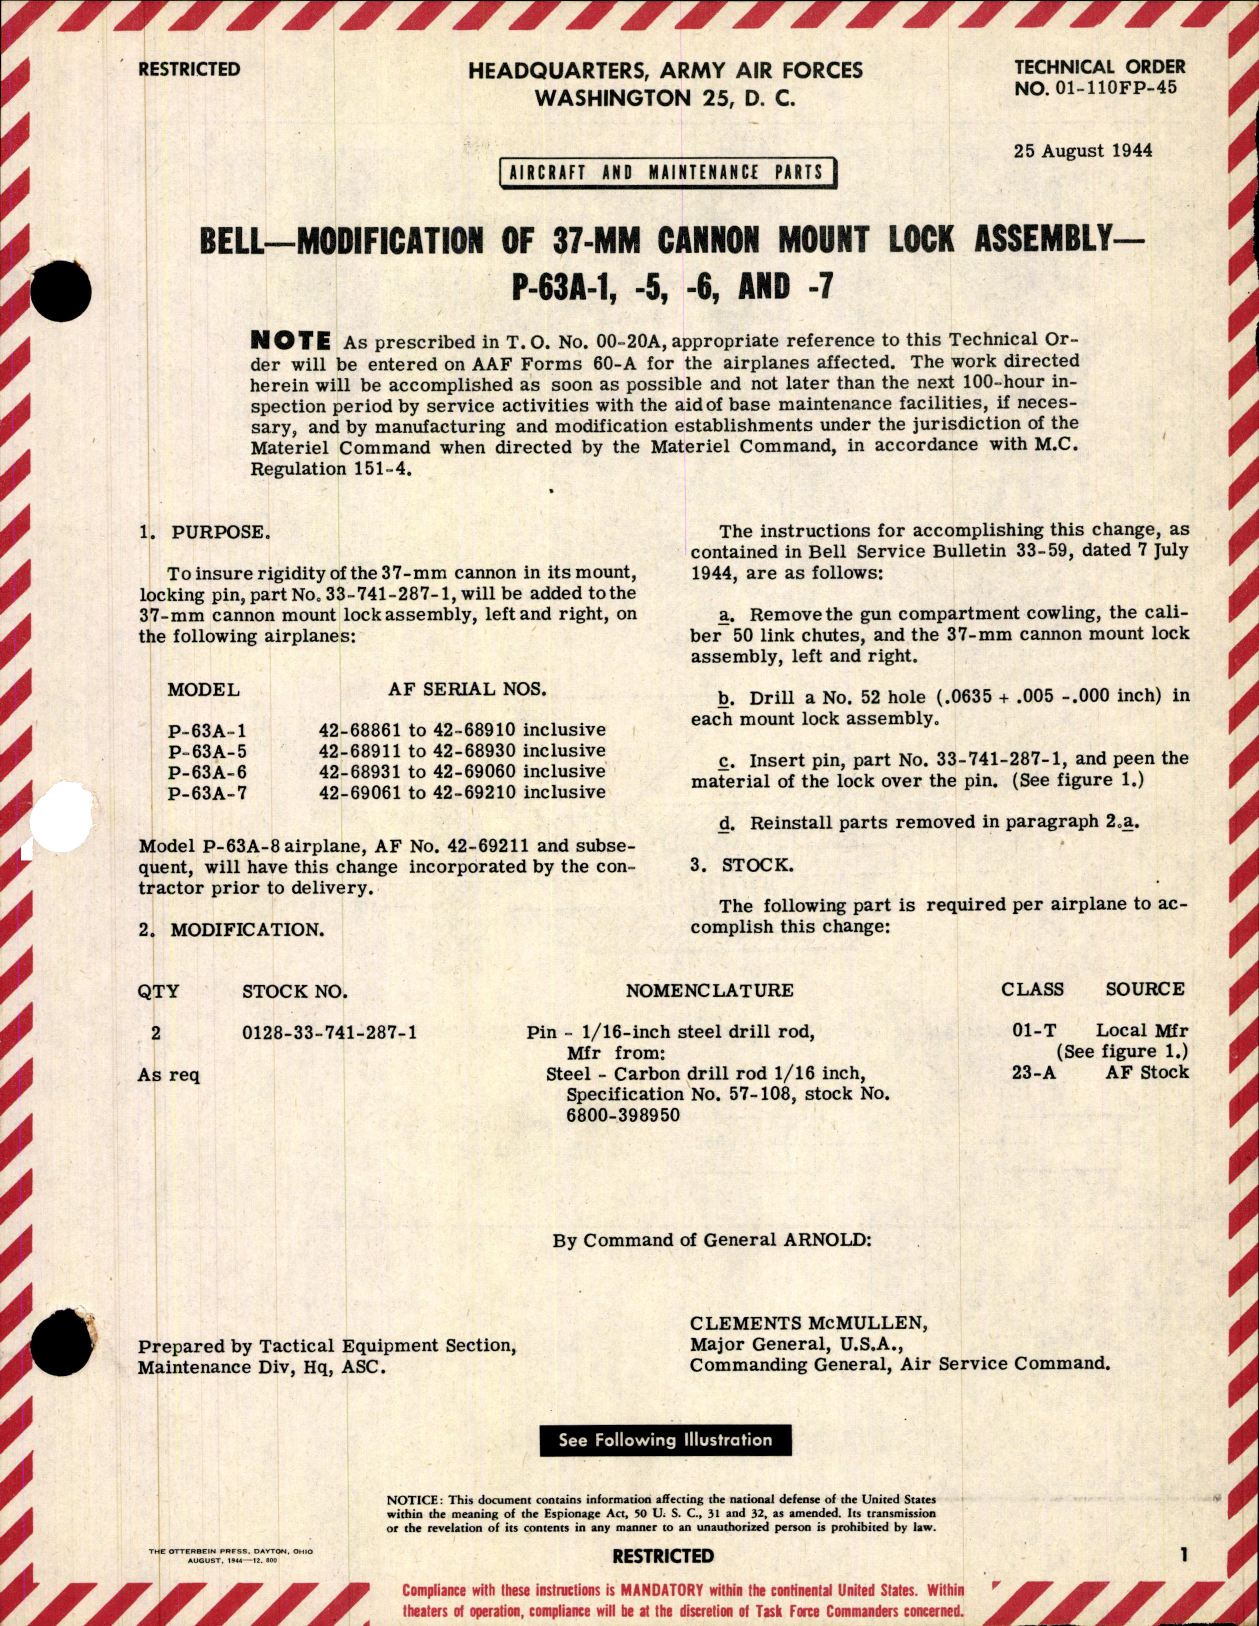 RESTRICTED
HEADQUARTERS, ARMY AIR FORCES
WASHINGTON 25, D. C.
TECHNICAL ORDER
NO. 01-110FP-45
25 August 1944
AIRCRAFT AND MAINTENANCE PARTS
BELL—MODIFICATION OF 37-MM CANNON MOUNT LOCK ASSEMBLY—
P-63A-1, -5, -6, AND -7
NOTE As prescribed in T. O. No. 00-20A, appropriate reference to this Technical Or-
der will be entered on AAF Forms 60-A for the airplanes affected. The work directed
herein will be accomplished as soon as possible and not later than the next 100-hour in-
spection period by service activities with the aid of base maintenance facilities, if neces-
sary, and by manufacturing and modification establishments under the jurisdiction of the
Materiel Command when directed by the Materiel Command, in accordance with M.C.
Regulation 151-4.
1. PURPOSE.
To insure rigidity of the 37-mm cannon in its mount,
locking pin, part No. 33-741-287-1, will be added to the
37-mm cannon mount lock assembly, left and right, on
the following airplanes:
MODEL AF SERIAL NOS.
P-63A-1 42-68861 to 42-68910 inclusive
P-63A-5 42-68911 to 42-68930 inclusive
P-63A-6 42-68931 to 42-69060 inclusive
P-63A-7 42-69061 to 42-69210 inclusive
Model P-63A-8 airplane, AF No. 42-69211 and subse-
quent, will have this change incorporated by the con-
tractor prior to delivery.
2. MODIFICATION.
The instructions for accomplishing this change, as
contained in Bell Service Bulletin 33-59, dated 7 July
1944, are as follows:
a. Remove the gun compartment cowling, the cali-
ber 50 link chutes, and the 37-mm cannon mount lock
assembly, left and right.
b. Drill a No. 52 hole (.0635 + .005 -.000 inch) in
each mount lock assembly.
c. Insert pin, part No. 33-741-287-1, and peen the
material of the lock over the pin. (See figure 1.)
d. Reinstall parts removed in paragraph 2.a.
3. STOCK.
The following part is required per airplane to ac-
complish this change:
QTY STOCK NO. NOMENCLATURE CLASS SOURCE
2 0128-33-741-287-1 Pin - 1/16-inch steel drill rod, 01-T Local Mfr
Mfr from: (See figure 1.)
As req Steel - Carbon drill rod 1/16 inch, 23-A AF Stock
Specification No. 57-108, stock No.
6800-398950
By Command of General ARNOLD:
CLEMENTS McMULLEN,
Major General, U.S.A.,
Commanding General, Air Service Command.
Prepared by Tactical Equipment Section,
Maintenance Div, Hq, ASC.
See Following Illustration
NOTICE: This document contains information affecting the national defense of the United States
within the meaning of the Espionage Act, 50 U. S. C., 31 and 32, as amended. Its transmission
or the revelation of its contents in any manner to an unauthorized person is prohibited by law.
THE OTTERBEIN PRESS, DAYTON, OHIO
AUGUST, 1944—12, 800
RESTRICTED
1
Compliance with these instructions is MANDATORY within the continental United States. Within
theaters of operation, compliance will be at the discretion of Task Force Commanders concerned.